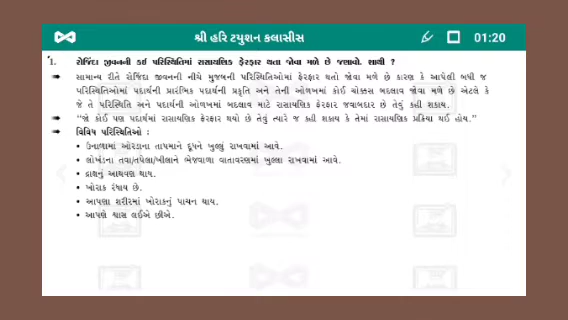 શ્રી હરિ ટયુશન કલાસીસ
01:20
1. રોજિંદા જીવનની કઈ પરિસ્થિતિમાં રાસાયણિક ફેરફાર થતા જોવા મળે છે જણાવો. શાથી ?
➡ સામાન્ય રીતે રોજિંદા જીવનની નીચે મુજબની પરિસ્થિતિઓમાં ફેરફાર થતો જોવા મળે છે કારણ કે આપેલી બધી જ
પરિસ્થિતિઓમાં પદાર્થની પ્રારંભિક પદાર્થની પ્રકૃતિ અને તેની ઓળખમાં કોઈ ચોક્કસ બદલાવ જોવા મળે છે એટલે કે
જે તે પરિસ્થિતિ અને પદાર્થની ઓળખમાં બદલાવ માટે રાસાયણિક ફેરફાર જવાબદાર છે તેવું કહી શકાય.
➡ “જો કોઈ પણ પદાર્થમાં રાસાયણિક ફેરફાર થયો છે તેવું ત્યારે જ કહી શકાય કે તેમાં રાસાયણિક પ્રક્રિયા થઈ હોય.”
➡ વિવિધ પરિસ્થિતિઓ :
• ઉનાળામાં ઓરડાના તાપમાને દૂધને ખુલ્લું રાખવામાં આવે.
• લોખંડના તવા/તપેલા/ખીલાને ભેજવાળા વાતાવરણમાં ખુલ્લા રાખવામાં આવે.
• દ્રાક્ષનું આથવણ થાય.
• ખોરાક રંધાય છે.
• આપણા શરીરમાં ખોરાકનું પાચન થાય.
• આપણે શ્વાસ લઈએ છીએ.